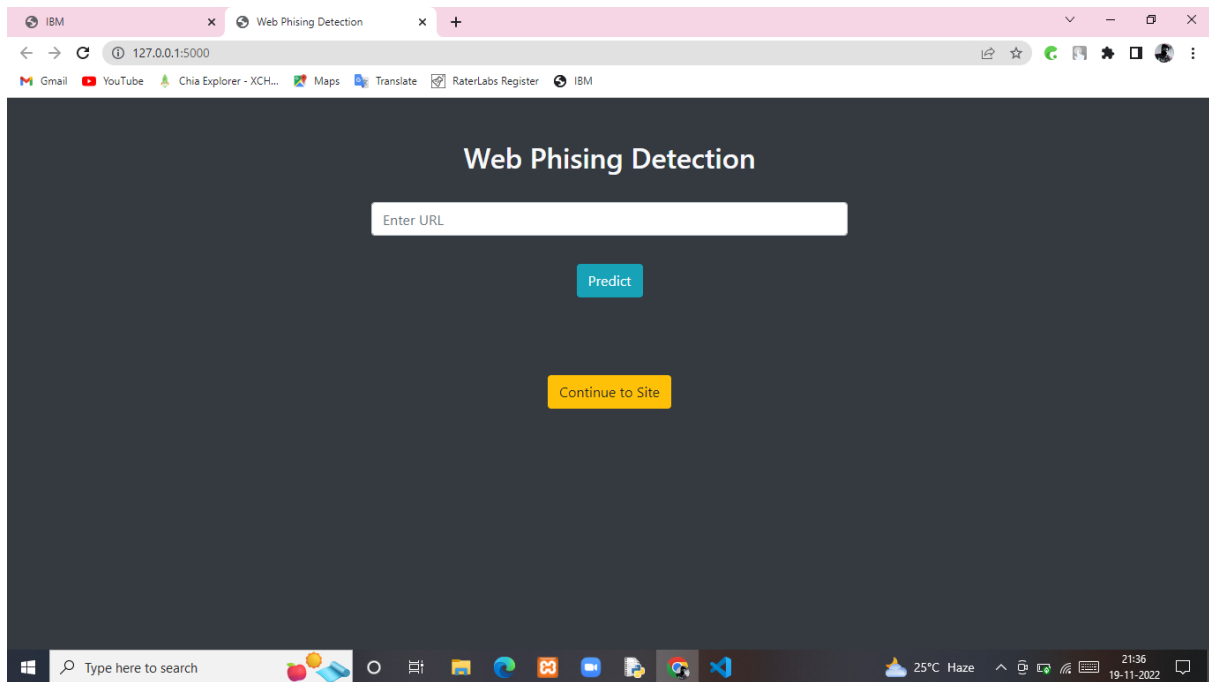 IBM
Web Phising Detection
127.0.0.1:5000
Gmail YouTube Chia Explorer - XCH... Maps Translate RaterLabs Register IBM
Web Phising Detection
Enter URL
Predict
Continue to Site
Type here to search
25°C Haze
21:36
19-11-2022